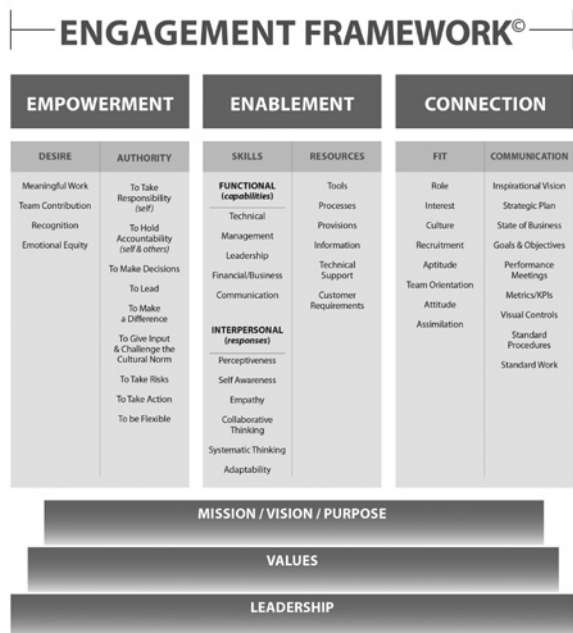 ENGAGEMENT FRAMEWORK©
EMPOWERMENT
DESIRE
Meaningful Work
Team Contribution
Recognition
Emotional Equity
AUTHORITY
To Take
Responsibility
(self)
To Hold
Accountability
(self & others)
To Make Decisions
To Lead
To Make
a Difference
To Give Input
& Challenge the
Cultural Norm
To Take Risks
To Take Action
To be Flexible
ENABLEMENT
SKILLS
FUNCTIONAL
(capabilities)
Technical
Management
Leadership
Financial/Business
Communication
INTERPERSONAL
(responses)
Perceptiveness
Self Awareness
Empathy
Collaborative
Thinking
Systematic Thinking
Adaptability
RESOURCES
Tools
Processes
Provisions
Information
Technical
Support
Customer
Requirements
CONNECTION
FIT
Role
Interest
Culture
Recruitment
Aptitude
Team Orientation
Attitude
Assimilation
COMMUNICATION
Inspirational Vision
Strategic Plan
State of Business
Goals & Objectives
Performance
Meetings
Metrics/KPIs
Visual Controls
Standard
Procedures
Standard Work
MISSION / VISION / PURPOSE
VALUES
LEADERSHIP